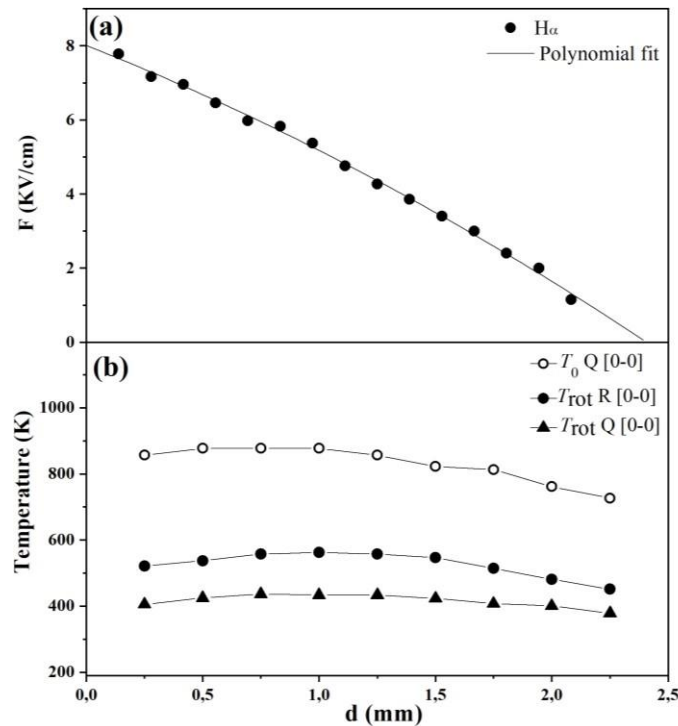 (a)
Hα
Polynomial fit
8
6
4
2
0
F (KV/cm)
(b)
T0 Q [0-0]
Trot R [0-0]
Trot Q [0-0]
1000
800
600
400
200
Temperature (K)
0,0 0,5 1,0 1,5 2,0 2,5
d (mm)